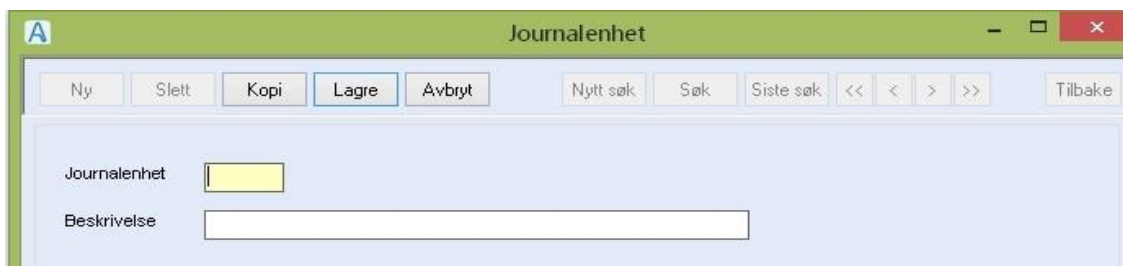 Journalenhet
Ny Slett Kopi Lagre Avbryt Nytt søk Søk Siste søk << < > >> Tilbake
Journalenhet
Beskrivelse